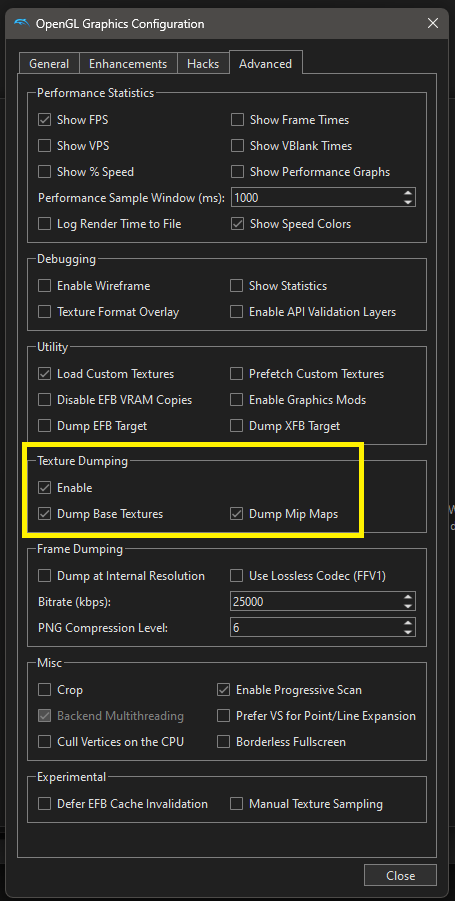 OpenGL Graphics Configuration
General Enhancements Hacks Advanced
Performance Statistics
Show FPS Show Frame Times
Show VPS Show VBlank Times
Show % Speed Show Performance Graphs
Performance Sample Window (ms): 1000
Log Render Time to File Show Speed Colors
Debugging
Enable Wireframe Show Statistics
Texture Format Overlay Enable API Validation Layers
Utility
Load Custom Textures Prefetch Custom Textures
Disable EFB VRAM Copies Enable Graphics Mods
Dump EFB Target Dump XFB Target
Texture Dumping
Enable
Dump Base Textures Dump Mip Maps
Frame Dumping
Dump at Internal Resolution Use Lossless Codec (FFV1)
Bitrate (kbps): 25000
PNG Compression Level: 6
Misc
Crop Enable Progressive Scan
Backend Multithreading Prefer VS for Point/Line Expansion
Cull Vertices on the CPU Borderless Fullscreen
Experimental
Defer EFB Cache Invalidation Manual Texture Sampling
Close